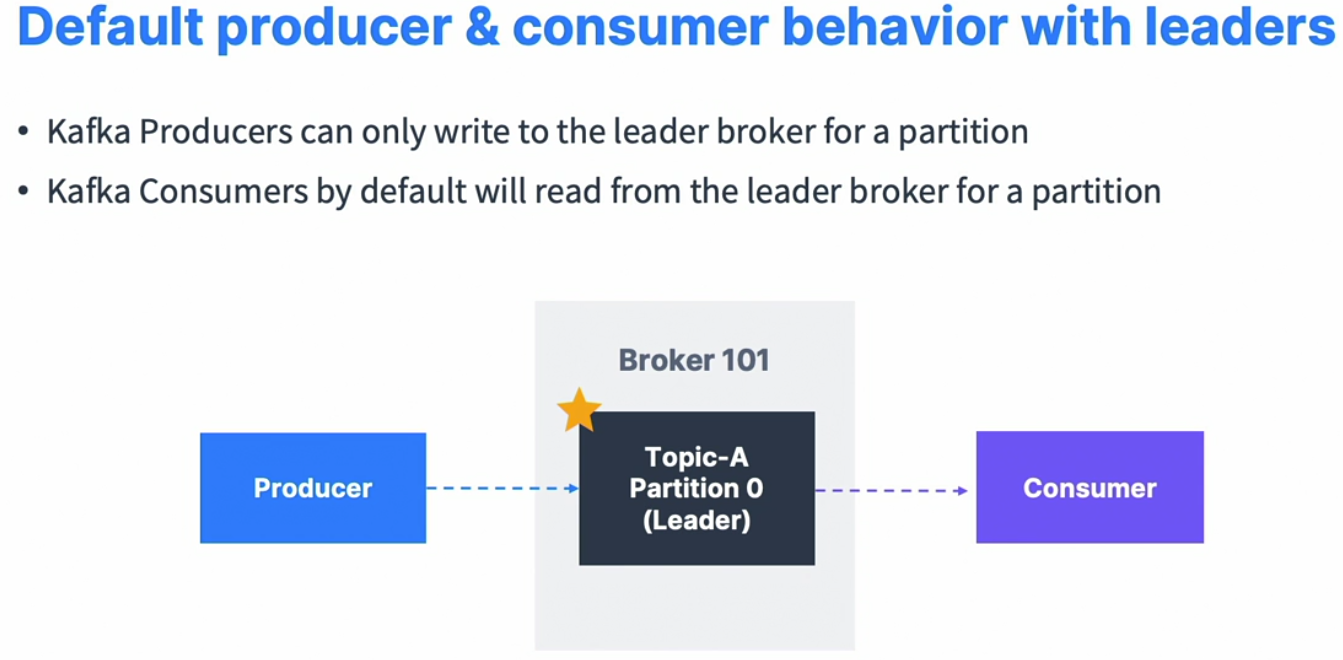 Default producer & consumer behavior with leaders
• Kafka Producers can only write to the leader broker for a partition
• Kafka Consumers by default will read from the leader broker for a partition
Broker 101
Producer
Topic-A
Partition 0
(Leader)
Consumer